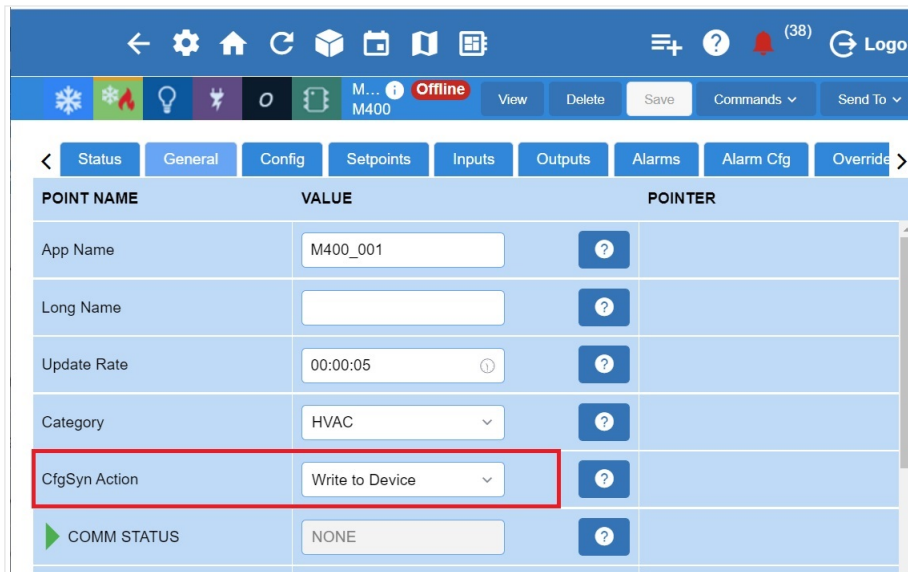 (38)
Logo
M... Offline
M400
View Delete Save Commands Send To
Status General Config Setpoints Inputs Outputs Alarms Alarm Cfg Override
POINT NAME VALUE POINTER
App Name M400_001
Long Name
Update Rate 00:00:05
Category HVAC
CfgSyn Action Write to Device
COMM STATUS NONE